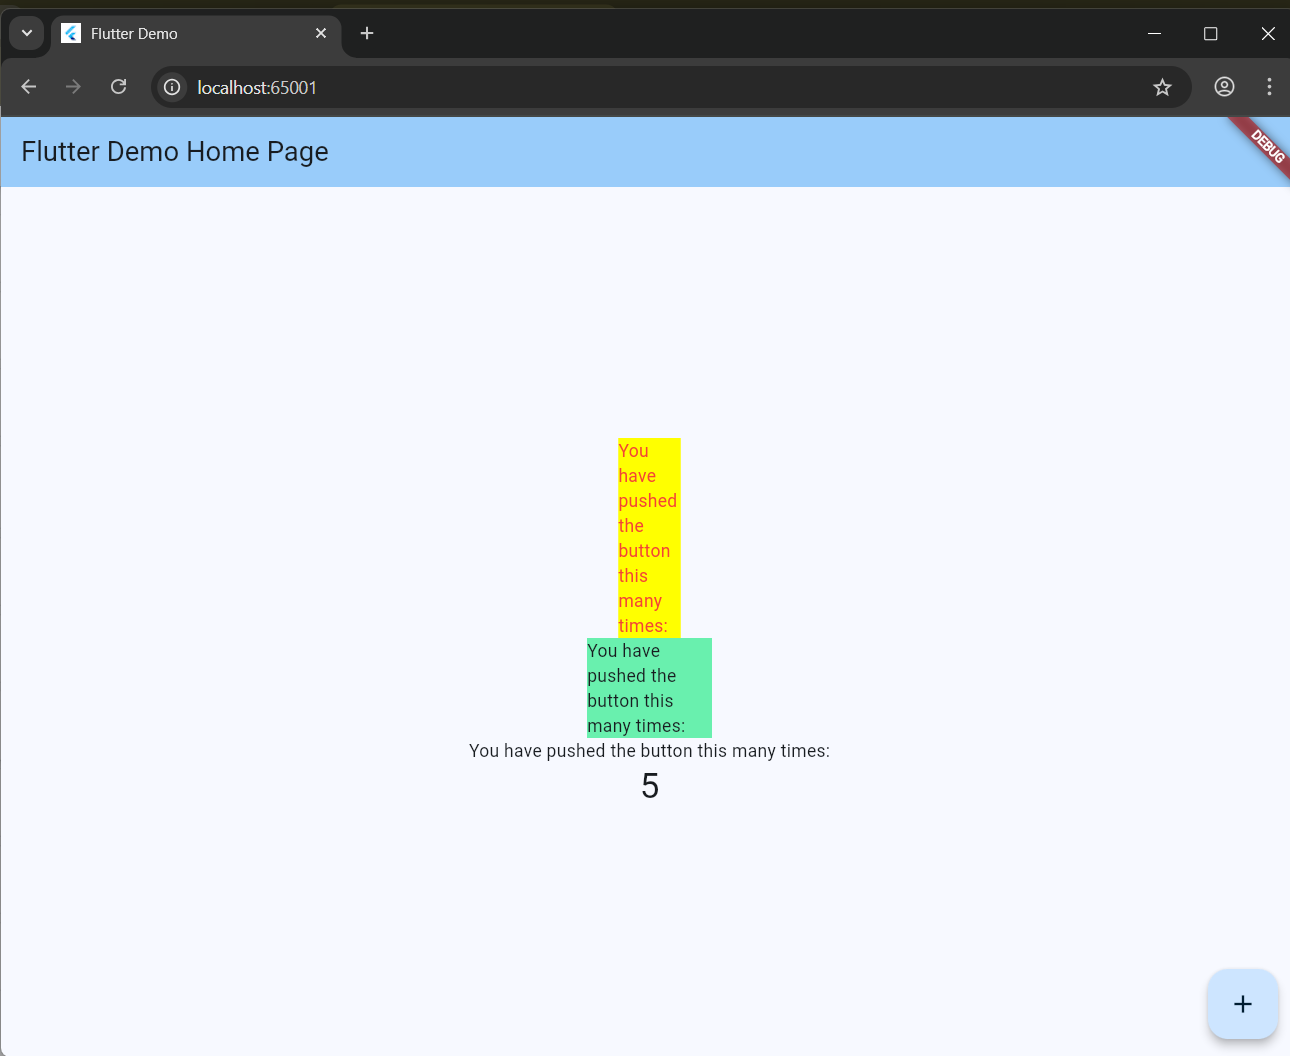 Flutter Demo
localhost:65001
Flutter Demo Home Page
DEBUG
You
have
pushed
the
button
this
many
times:
You have
pushed the
button this
many times:
You have pushed the button this many times:
5